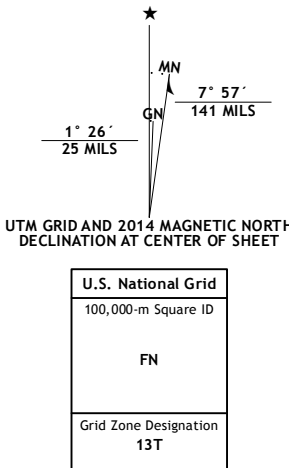 ★
MN
GN
7° 57´
141 MILS
1° 26´
25 MILS
UTM GRID AND 2014 MAGNETIC NORTH
DECLINATION AT CENTER OF SHEET
U.S. National Grid
100,000-m Square ID
FN
Grid Zone Designation
13T